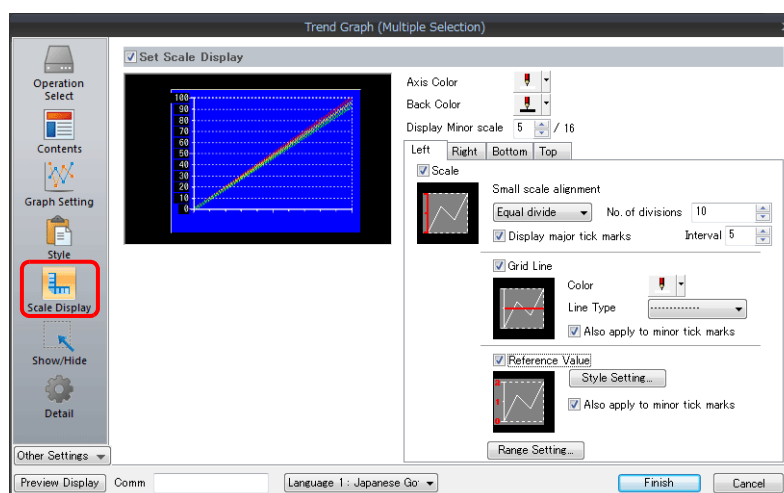 Trend Graph (Multiple Selection)
Operation
Select
Contents
Graph Setting
Style
Scale Display
Show/Hide
Detail
Other Settings
Set Scale Display
100
90
80
70
60
50
40
30
20
10
0
Axis Color
Back Color
Display Minor scale 5 / 16
Left Right Bottom Top
Scale
Small scale alignment
Equal divide No. of divisions 10
Display major tick marks Interval 5
Grid Line
Color
Line Type
Also apply to minor tick marks
Reference Value
2
1
0
Style Setting...
Also apply to minor tick marks
Range Setting...
Preview Display Comm Language 1 : Japanese Go Finish Cancel